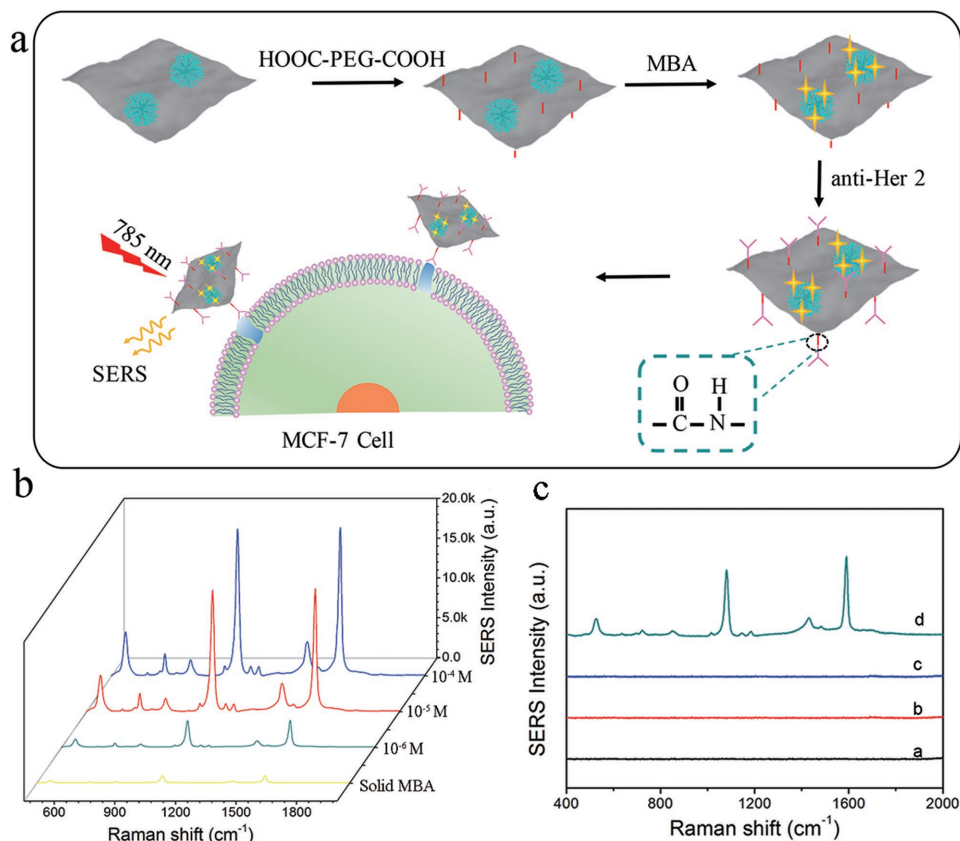 a
HOOC-PEG-COOH
MBA
anti-Her 2
785 nm
SERS
MCF-7 Cell
O
H
C
N
b
20.0k
15.0k
10.0k
5.0k
0.0
SERS Intensity (a.u.)
10⁻⁴ M
10⁻⁵ M
10⁻⁶ M
Solid MBA
600 900 1200 1500 1800
Raman shift (cm⁻¹)
c
SERS Intensity (a.u.)
d
c
b
a
400 800 1200 1600 2000
Raman shift (cm⁻¹)